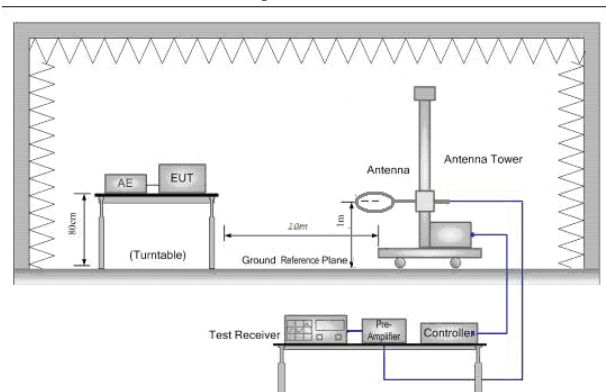 Antenna Tower
Antenna
AE
EUT
80cm
(Turntable)
10m
1m
Ground Reference Plane
Test Receiver
Pre-
Amplifier
Controller